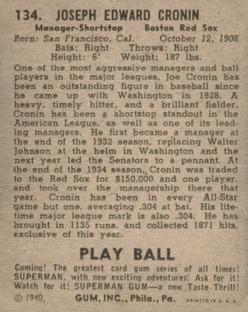 134. JOSEPH EDWARD CRONIN
Manager-Shortstop Boston Red Sox
Born: San Francisco, Cal. October 12, 1906
Bats: Right Throws: Right
Height: 6' Weight: 187 lbs.
One of the most aggressive managers and ball
players in the major leagues, Joe Cronin has
been an outstanding figure in baseball since
he came up with Washington in 1928. A
heavy, timely hitter, and a brilliant fielder,
Cronin has been a shortstop standout in the
American League, as well as one of its lead-
ing managers. He first became a manager at
the end of the 1932 season, replacing Walter
Johnson at the helm in Washington and the
next year led the Senators to a pennant. At
the end of the 1934 season, Cronin was traded
to the Red Sox for $150,000 and one player,
and took over the managership there that
year. Cronin has been in every All-Star
game but one, averaging .304 at bat. His life-
time major league mark is also .304. He has
brought in 1135 runs, and collected 1871 hits,
exclusive of this year.
PLAY BALL
Coming! The greatest card gum series of all times!
SUPERMAN, with new exciting adventures. Ask for it!
Watch for it! SUPERMAN GUM—a new Taste Thrill!
© 1940, GUM, INC., Phila., Pa. PRINTED IN U. S. A.